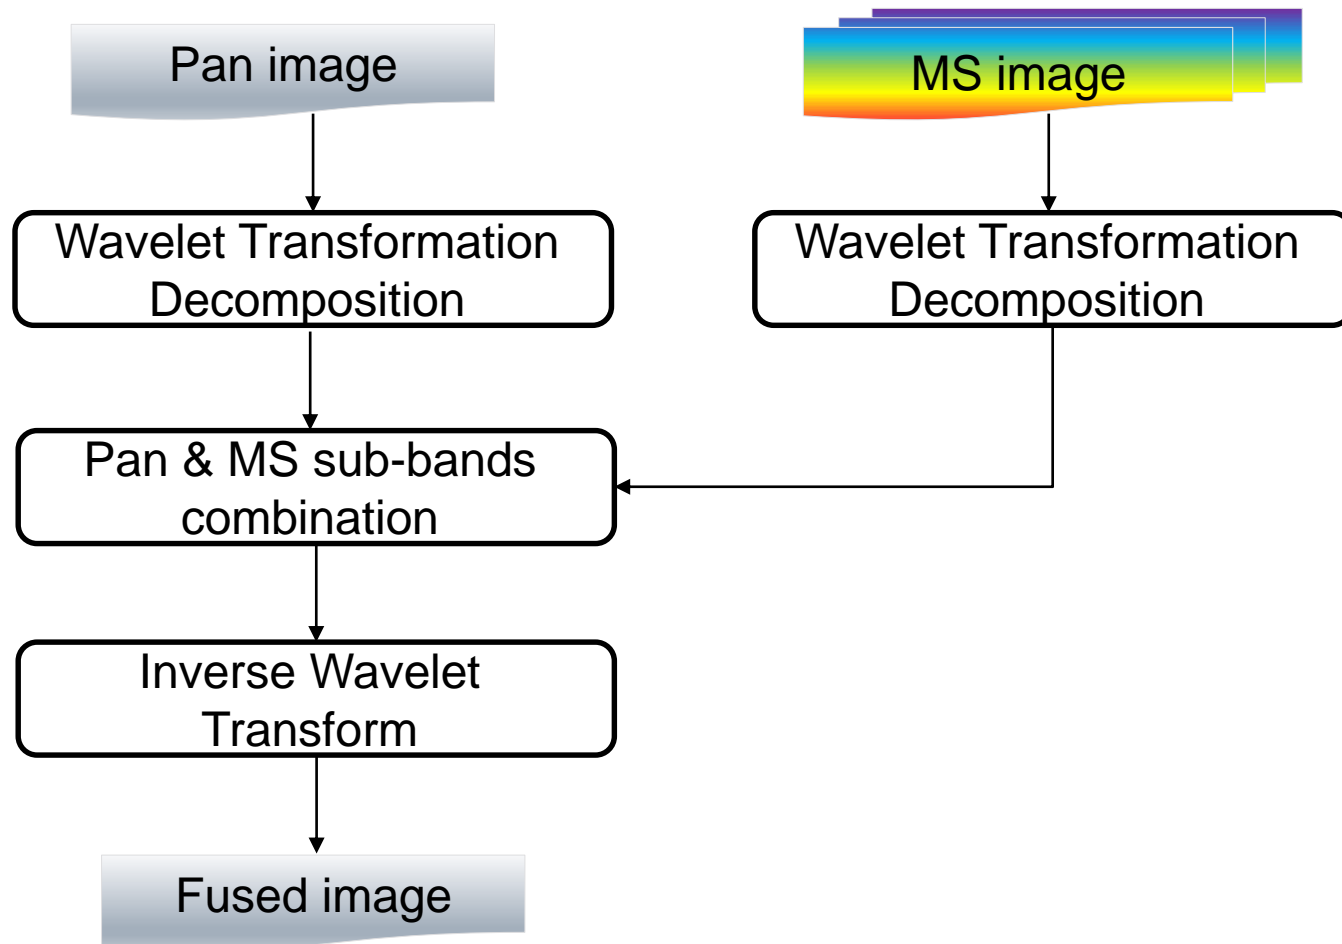 Pan image
MS image
Wavelet Transformation
Decomposition
Wavelet Transformation
Decomposition
Pan & MS sub-bands
combination
Inverse Wavelet
Transform
Fused image